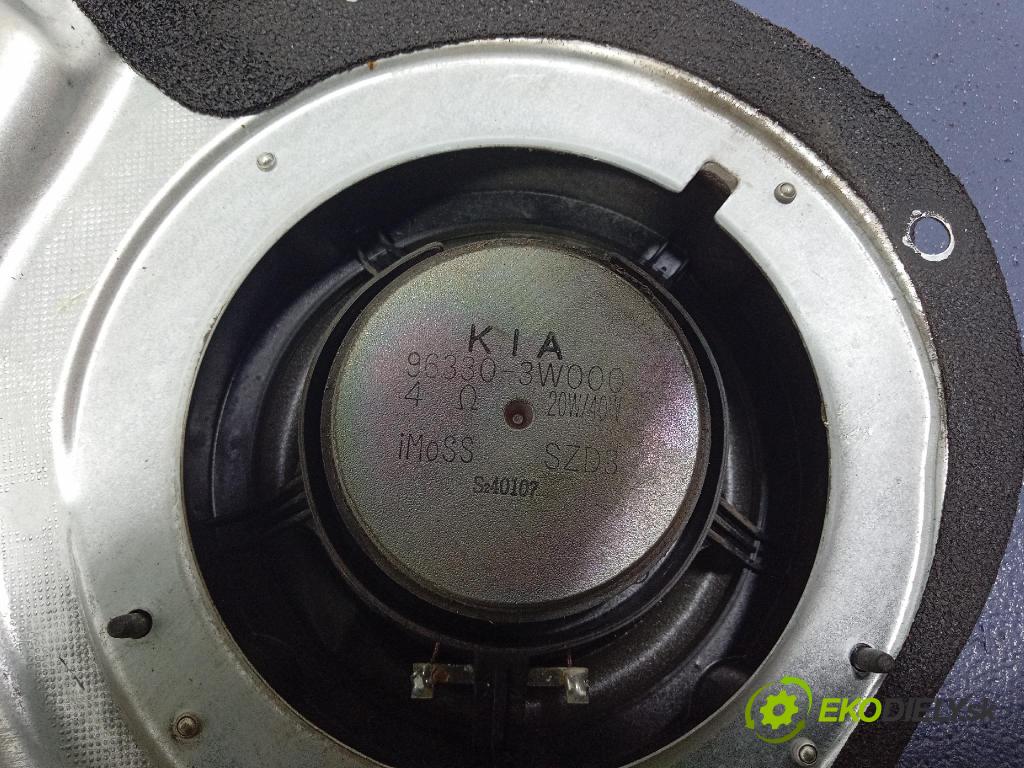 KIA
96330-3W000
4 Ω 20W/40W
iMoSS SZD3
S240107
EKODIELY.sk